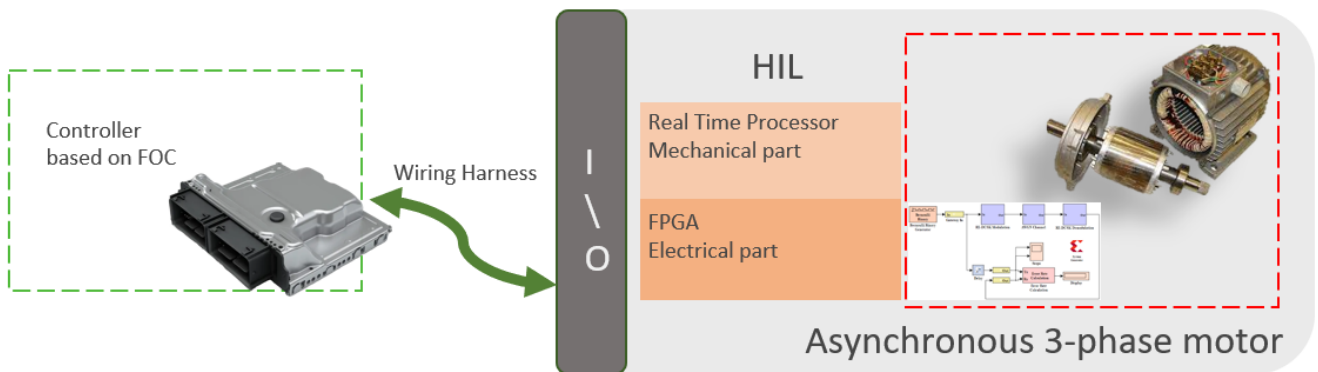 Controller
based on FOC
Wiring Harness
I
\
O
HIL
Real Time Processor
Mechanical part
FPGA
Electrical part
Display
Asynchronous 3-phase motor